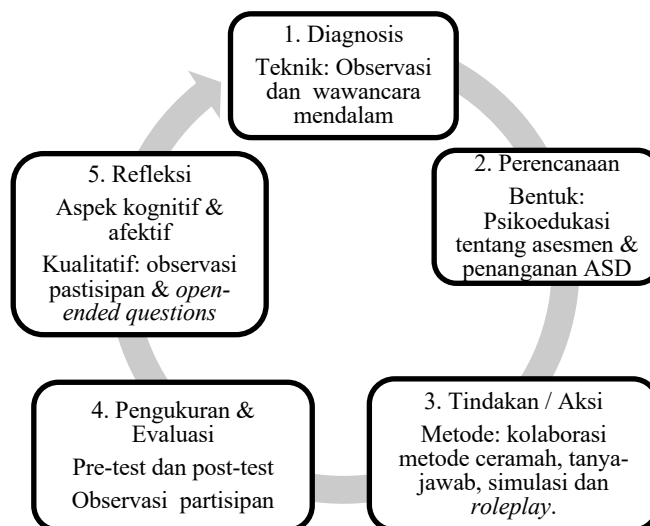 1. Diagnosis
Teknik: Observasi
dan wawancara
mendalam
2. Perencanaan
Bentuk:
Psikoedukasi
tentang asesmen &
penanganan ASD
3. Tindakan / Aksi
Metode: kolaborasi
metode ceramah, tanya-
jawab, simulasi dan
roleplay.
4. Pengukuran &
Evaluasi
Pre-test dan post-test
Observasi partisipan
5. Refleksi
Aspek kognitif &
afektif
Kualitatif: observasi
pastisipan & open-
ended questions